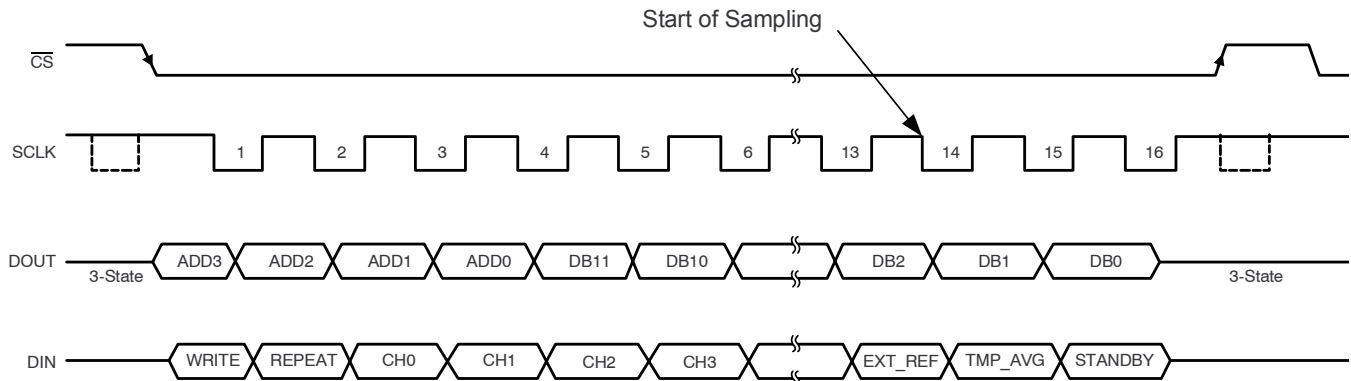 Start of Sampling
CS
SCLK 1 2 3 4 5 6 13 14 15 16
DOUT 3-State ADD3 ADD2 ADD1 ADD0 DB11 DB10 DB2 DB1 DB0 3-State
DIN WRITE REPEAT CH0 CH1 CH2 CH3 EXT_REF TMP_AVG STANDBY